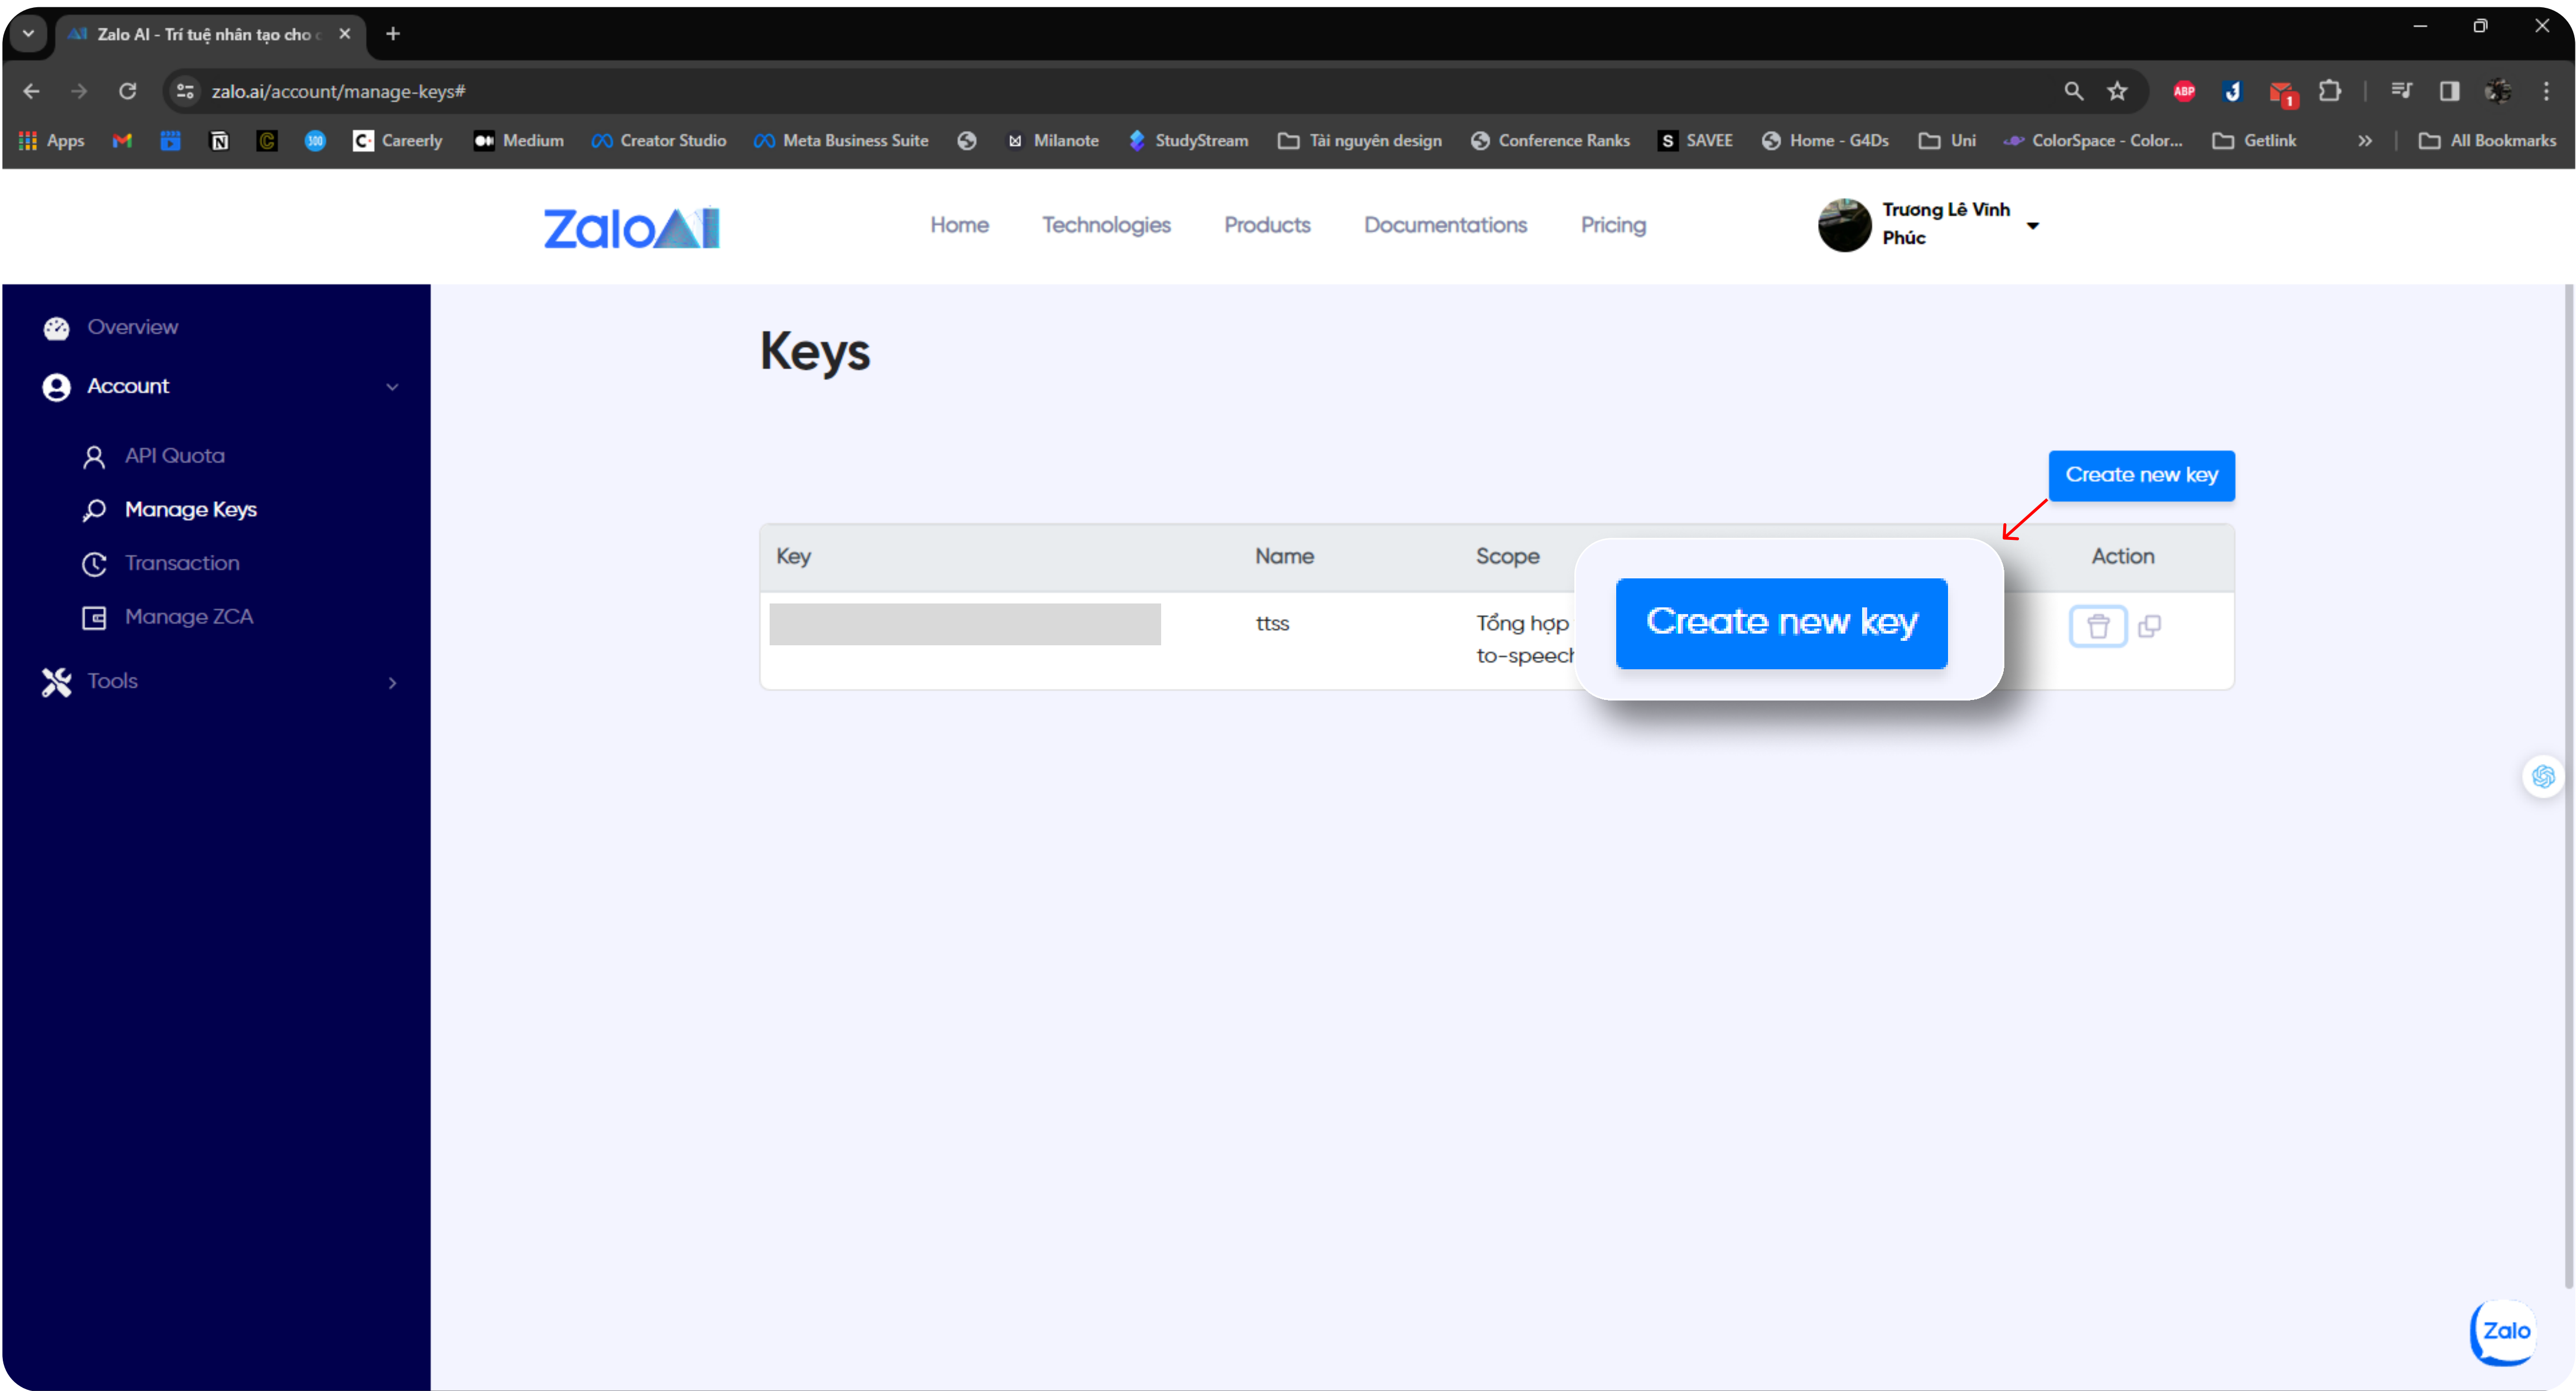 Zalo AI - Trí tuệ nhân tạo cho
zalo.ai/account/manage-keys#
ABP
1
Apps
500
Careerly
Medium
Creator Studio
Meta Business Suite
Milanote
StudyStream
Tài nguyên design
Conference Ranks
S SAVEE
Home - G4Ds
Uni
ColorSpace - Color...
Getlink
All Bookmarks
ZaloAI
Home Technologies Products Documentations Pricing
Trương Lê Vĩnh
Phúc
Overview
Account
API Quota
Manage Keys
Transaction
Manage ZCA
Tools
Keys
Create new key
Key Name Scope Action
ttss Tổng hợp
to-speech
Create new key
Zalo